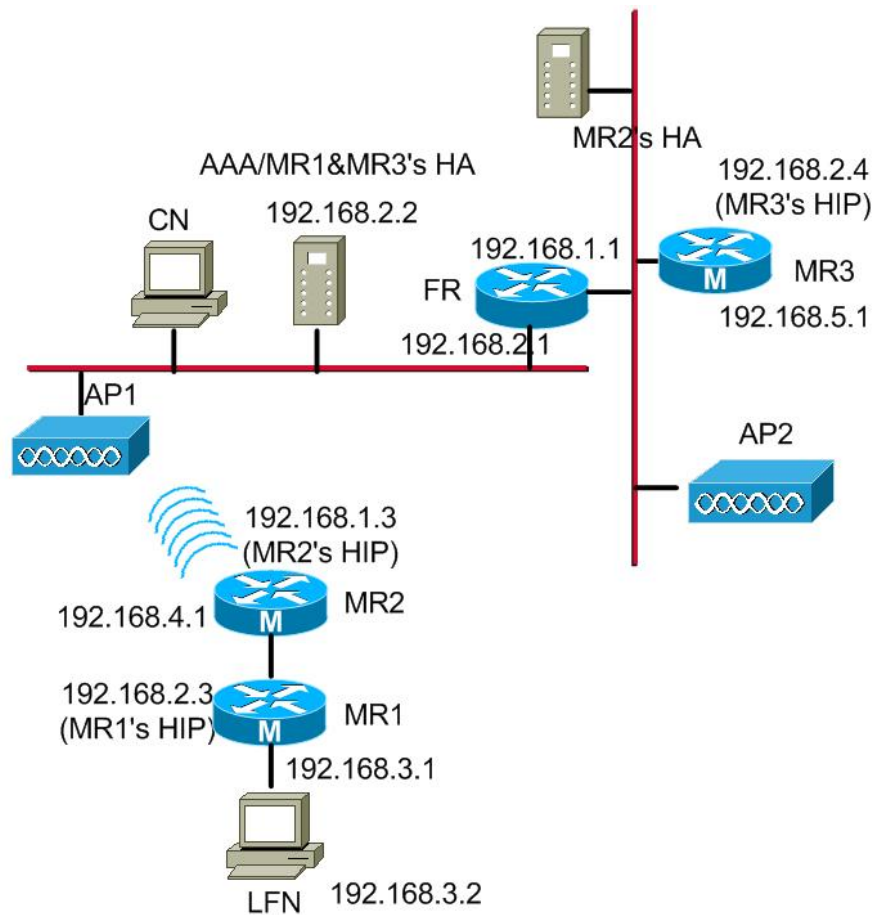 MR2's HA
AAA/MR1&MR3's HA
192.168.2.2
CN
192.168.2.4
(MR3's HIP)
192.168.1.1
FR
M
MR3
192.168.5.1
192.168.2.1
AP1
AP2
192.168.1.3
(MR2's HIP)
MR2
192.168.4.1
M
192.168.2.3
(MR1's HIP)
MR1
M
192.168.3.1
LFN
192.168.3.2